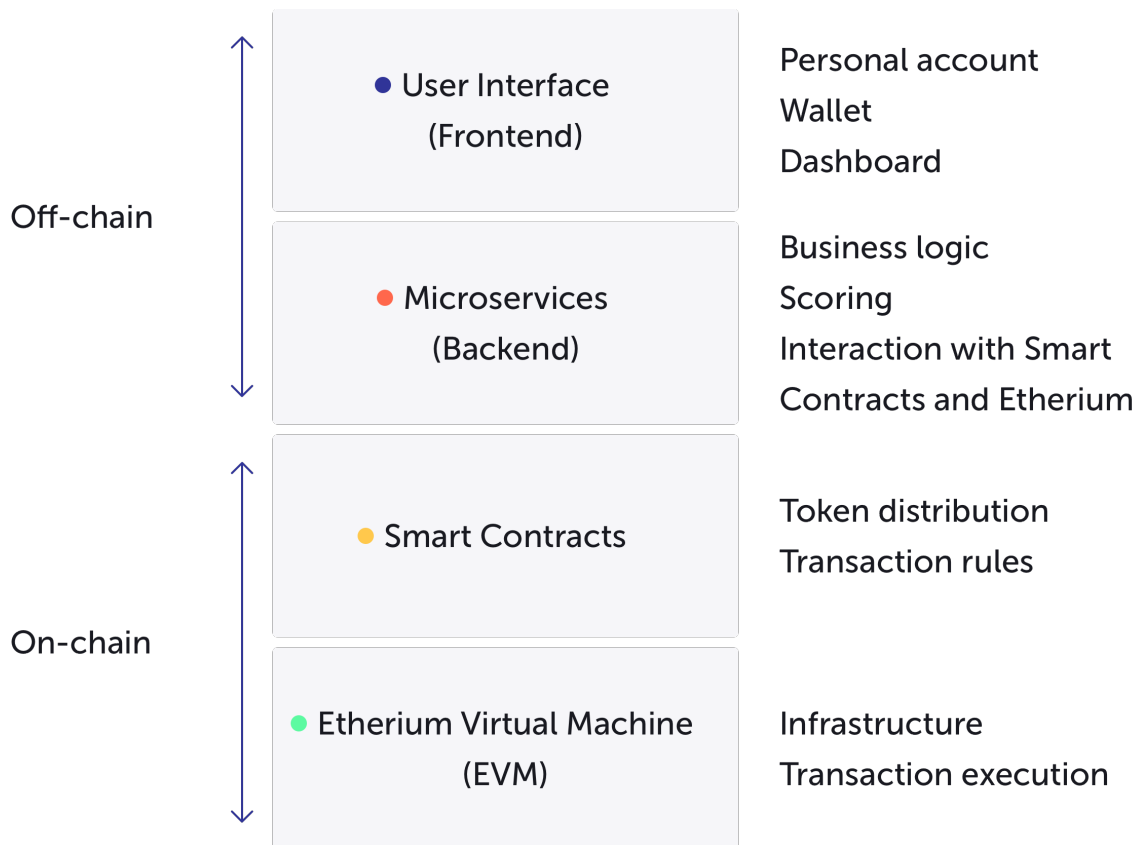 Off-chain
User Interface
(Frontend)
Personal account
Wallet
Dashboard
Microservices
(Backend)
Business logic
Scoring
Interaction with Smart
Contracts and Etherium
On-chain
Smart Contracts
Token distribution
Transaction rules
Etherium Virtual Machine
(EVM)
Infrastructure
Transaction execution